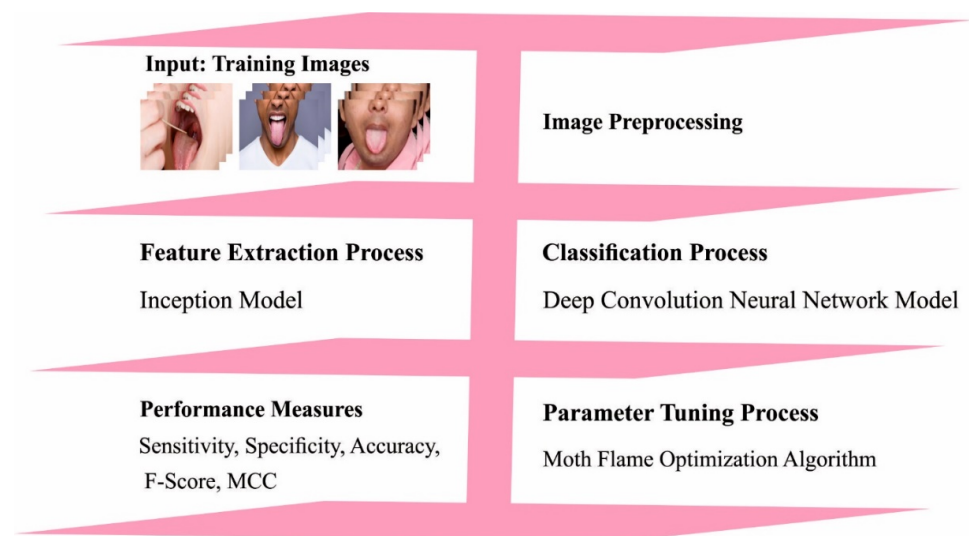 Input: Training Images
Image Preprocessing
Feature Extraction Process
Inception Model
Classification Process
Deep Convolution Neural Network Model
Performance Measures
Sensitivity, Specificity, Accuracy,
F-Score, MCC
Parameter Tuning Process
Moth Flame Optimization Algorithm